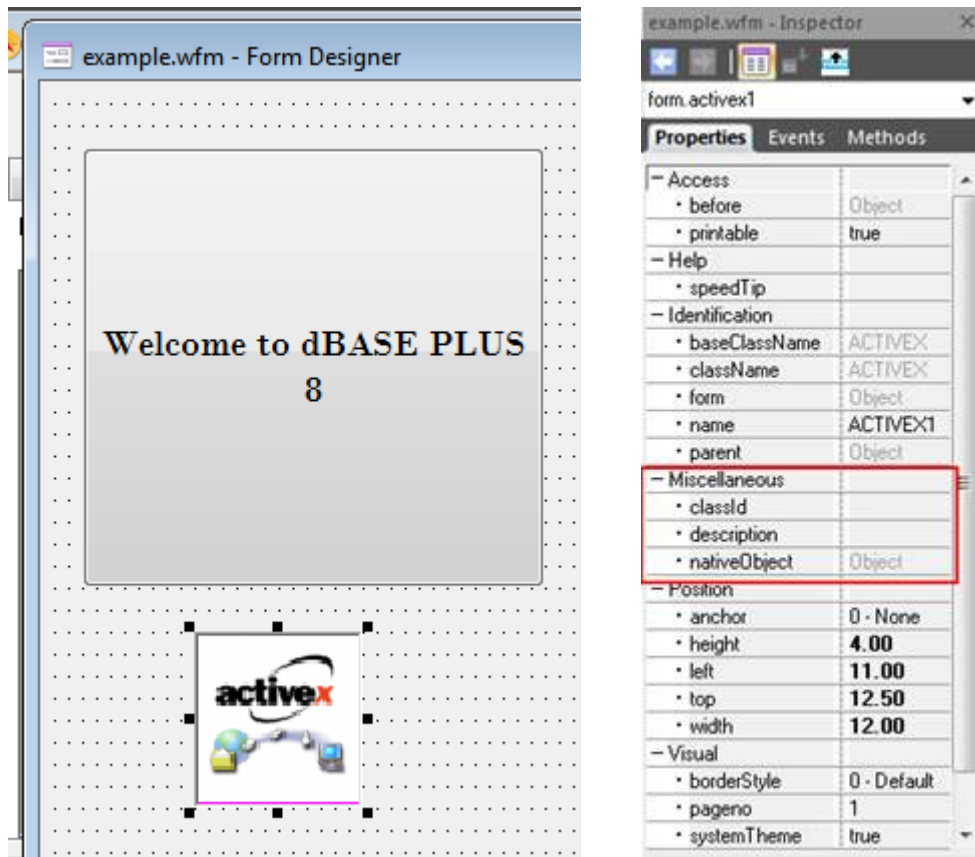 example.wfm - Form Designer
Welcome to dBASE PLUS
8
activex
example.wfm - Inspector
form.activex1
Properties Events Methods
Access
before Object
printable true
Help
speedTip
Identification
baseClassName ACTIVEX
className ACTIVEX
form Object
name ACTIVEX1
parent Object
Miscellaneous
classId
description
nativeObject Object
Position
anchor 0 - None
height 4.00
left 11.00
top 12.50
width 12.00
Visual
borderStyle 0 - Default
pageno 1
systemTheme true